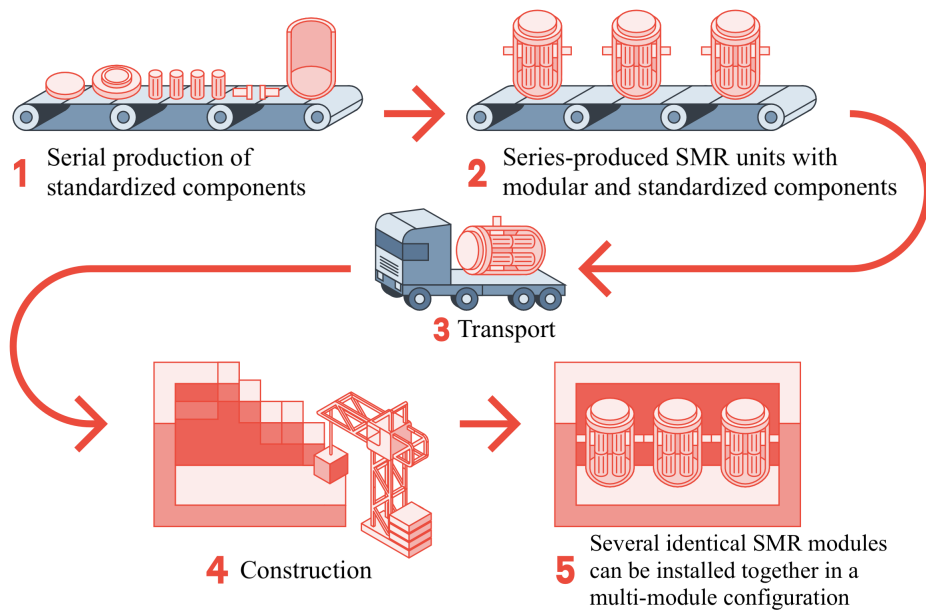 1 Serial production of
standardized components
2 Series-produced SMR units with
modular and standardized components
3 Transport
4 Construction
5 Several identical SMR modules
can be installed together in a
multi-module configuration